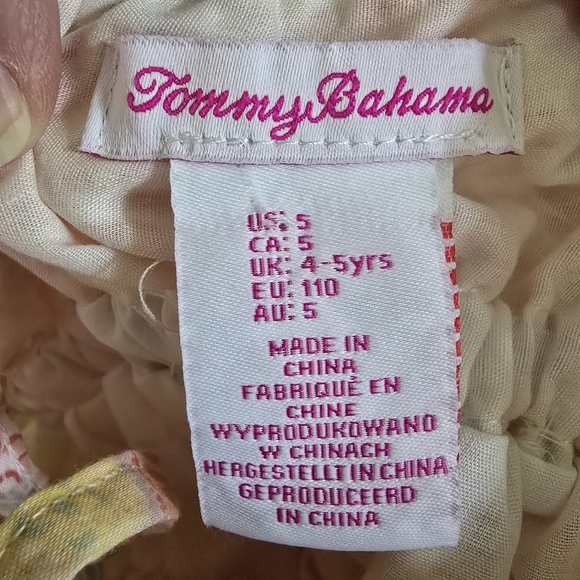 Tommy Bahama
US: 5
CA: 5
UK: 4-5yrs
EU: 110
AU: 5
MADE IN
CHINA
FABRIQUÈ EN
CHINE
WYPRODUKOWANO
W CHINACH
HERGESTELLT IN CHINA
GEPRODUCEERD
IN CHINA